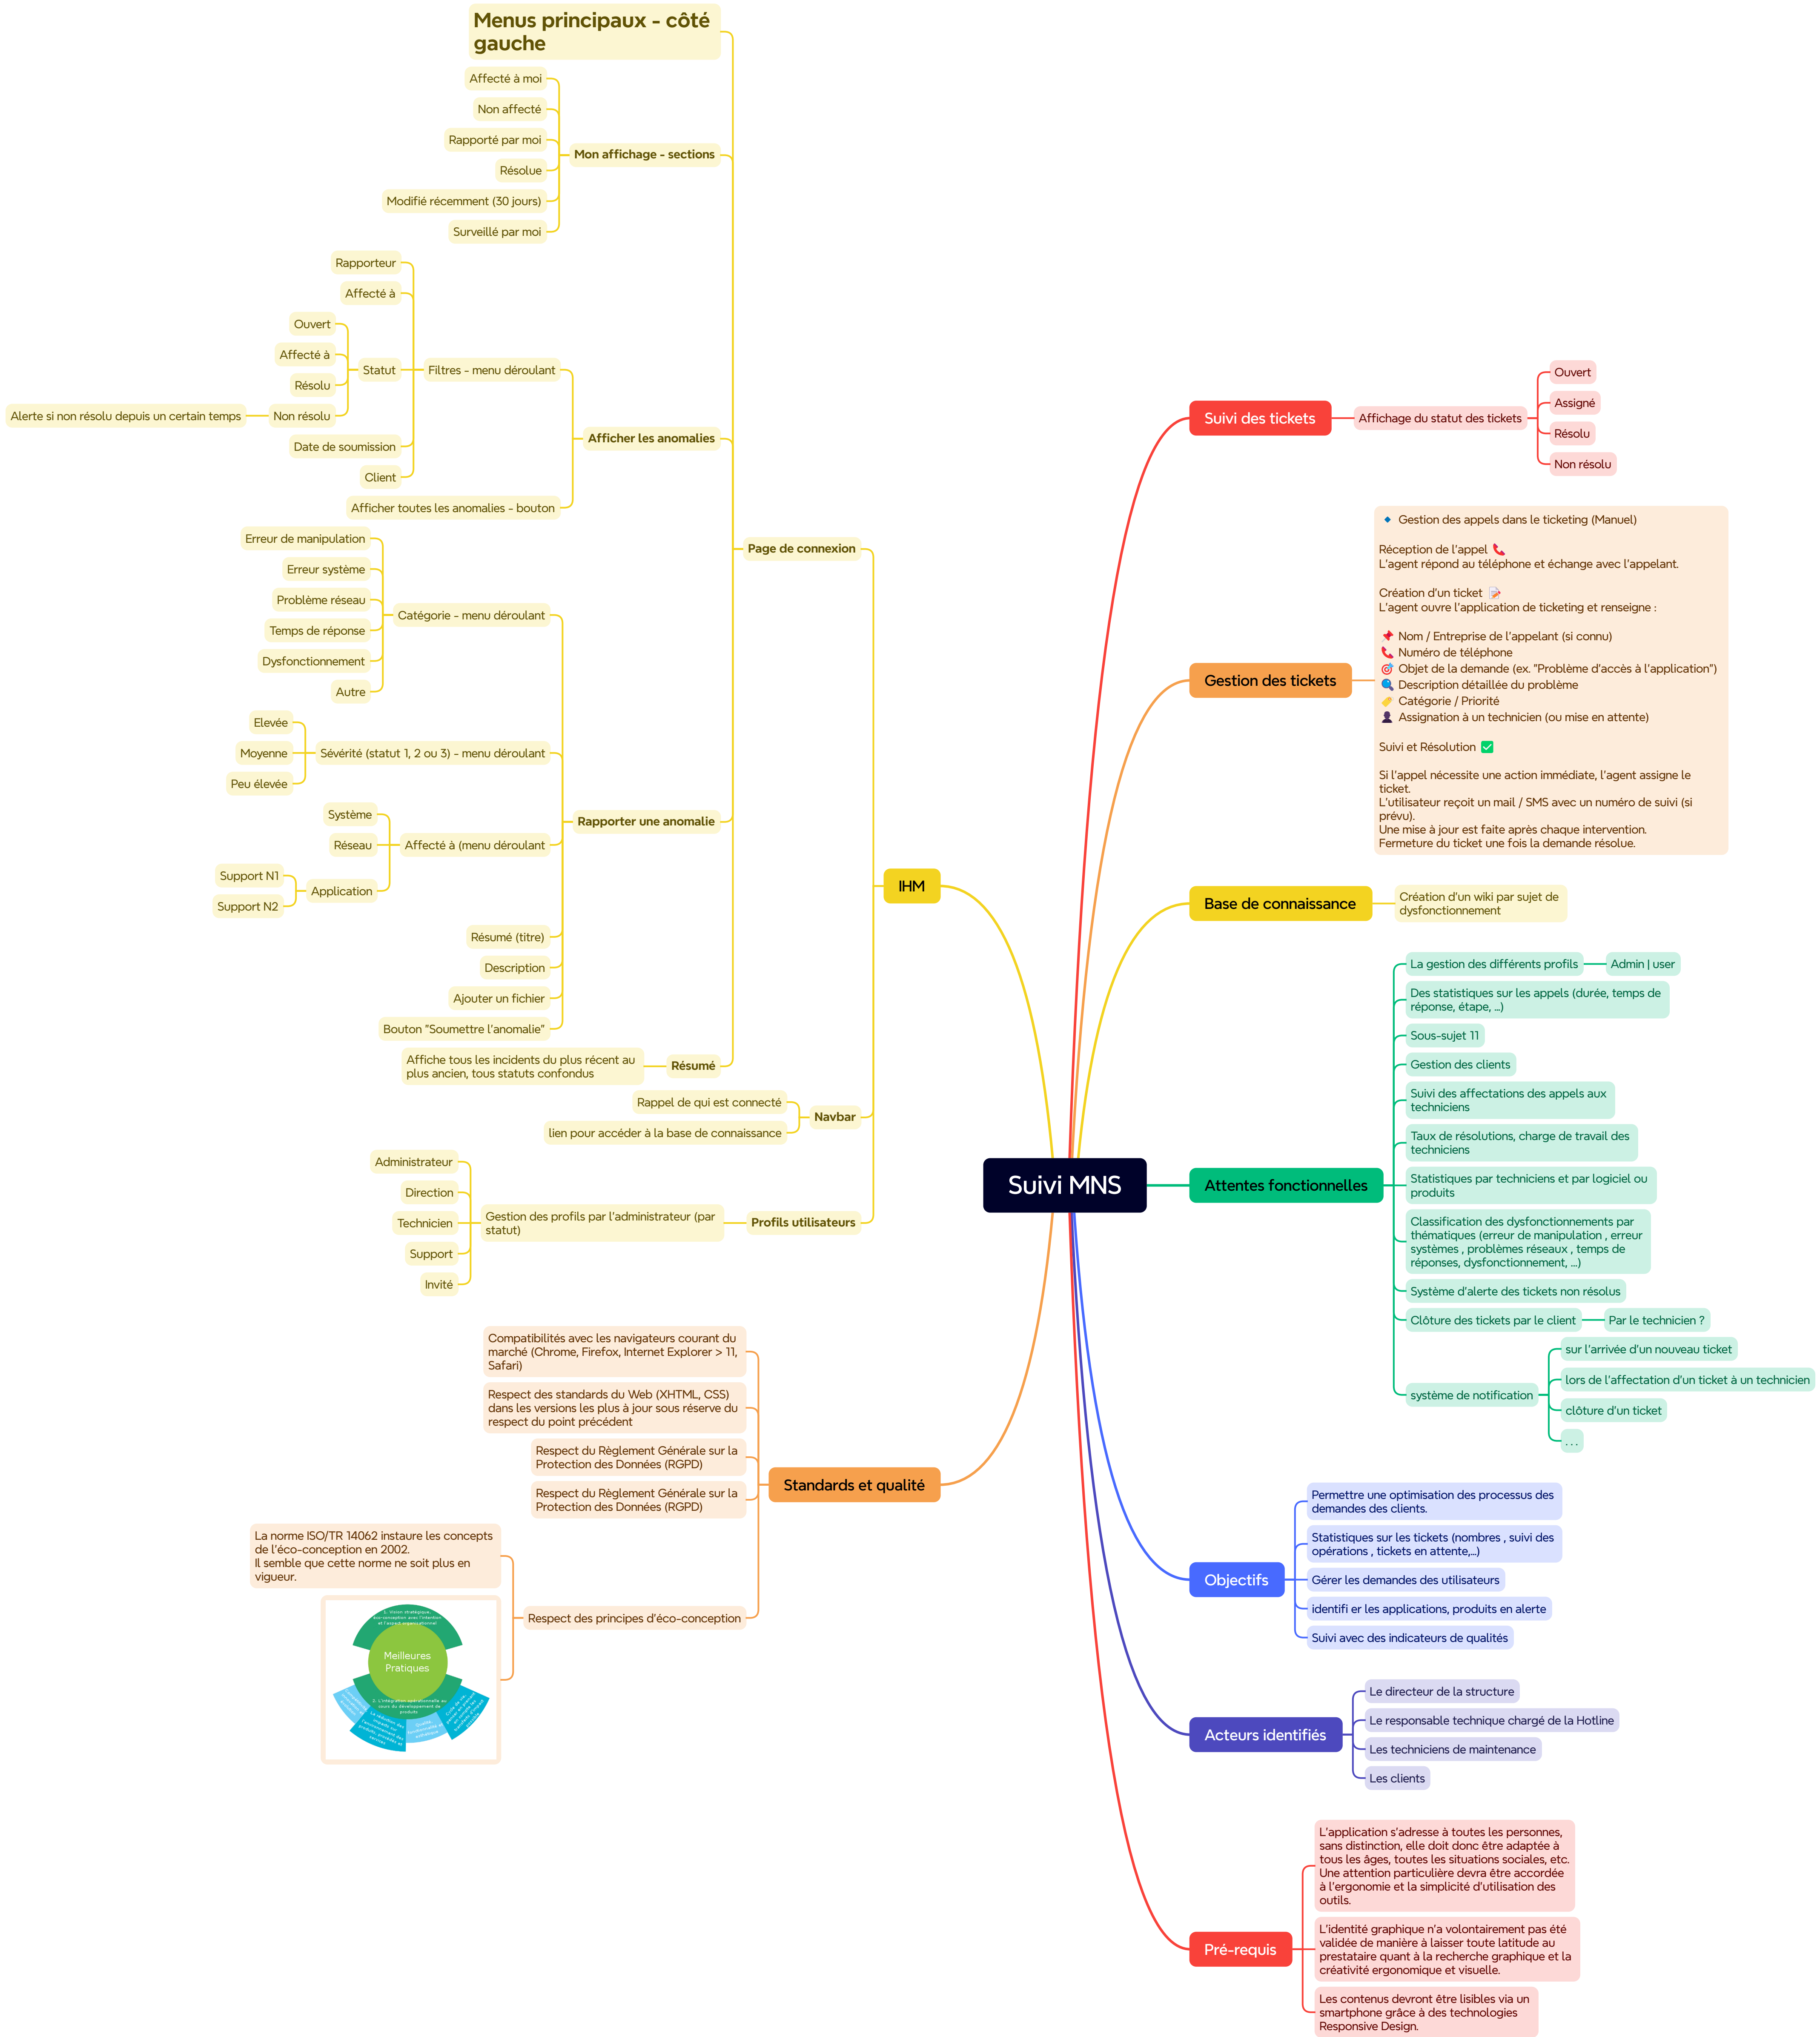 Suivi MNS
Suivi des tickets
Affichage du statut des tickets
Ouvert
Assigné
Résolu
Non résolu
Gestion des tickets
🔹 Gestion des appels dans le ticketing (Manuel)
Réception de l'appel 📞
L'agent répond au téléphone et échange avec l'appelant.
Création d'un ticket 📝
L'agent ouvre l'application de ticketing et renseigne :
📌 Nom / Entreprise de l'appelant (si connu)
📞 Numéro de téléphone
🎯 Objet de la demande (ex. "Problème d'accès à l'application")
🔍 Description détaillée du problème
🏷️ Catégorie / Priorité
👤 Assignation à un technicien (ou mise en attente)
Suivi et Résolution ✅
Si l'appel nécessite une action immédiate, l'agent assigne le
ticket.
L'utilisateur reçoit un mail / SMS avec un numéro de suivi (si
prévu).
Une mise à jour est faite après chaque intervention.
Fermeture du ticket une fois la demande résolue.
Base de connaissance
Création d'un wiki par sujet de
dysfonctionnement
Attentes fonctionnelles
La gestion des différents profils
Admin | user
Des statistiques sur les appels (durée, temps de
réponse, étape, ...)
Sous-sujet 11
Gestion des clients
Suivi des affectations des appels aux
techniciens
Taux de résolutions, charge de travail des
techniciens
Statistiques par techniciens et par logiciel ou
produits
Classification des dysfonctionnements par
thématiques (erreur de manipulation , erreur
systèmes , problèmes réseaux , temps de
réponses, dysfonctionnement, ...)
Système d'alerte des tickets non résolus
Clôture des tickets par le client
Par le technicien ?
système de notification
sur l'arrivée d'un nouveau ticket
lors de l'affectation d'un ticket à un technicien
clôture d'un ticket
. . .
Objectifs
Permettre une optimisation des processus des
demandes des clients.
Statistiques sur les tickets (nombres , suivi des
opérations , tickets en attente,...)
Gérer les demandes des utilisateurs
identifi er les applications, produits en alerte
Suivi avec des indicateurs de qualités
Acteurs identifiés
Le directeur de la structure
Le responsable technique chargé de la Hotline
Les techniciens de maintenance
Les clients
Pré-requis
L'application s'adresse à toutes les personnes,
sans distinction, elle doit donc être adaptée à
tous les âges, toutes les situations sociales, etc.
Une attention particulière devra être accordée
à l'ergonomie et la simplicité d'utilisation des
outils.
L'identité graphique n'a volontairement pas été
validée de manière à laisser toute latitude au
prestataire quant à la recherche graphique et la
créativité ergonomique et visuelle.
Les contenus devront être lisibles via un
smartphone grâce à des technologies
Responsive Design.
IHM
Page de connexion
Menus principaux - côté
gauche
Mon affichage - sections
Affecté à moi
Non affecté
Rapporté par moi
Résolue
Modifié récemment (30 jours)
Surveillé par moi
Afficher les anomalies
Filtres - menu déroulant
Rapporteur
Affecté à
Statut
Ouvert
Affecté à
Résolu
Non résolu
Alerte si non résolu depuis un certain temps
Date de soumission
Client
Afficher toutes les anomalies - bouton
Rapporter une anomalie
Catégorie - menu déroulant
Erreur de manipulation
Erreur système
Problème réseau
Temps de réponse
Dysfonctionnement
Autre
Sévérité (statut 1, 2 ou 3) - menu déroulant
Elevée
Moyenne
Peu élevée
Affecté à (menu déroulant
Système
Réseau
Application
Support N1
Support N2
Résumé (titre)
Description
Ajouter un fichier
Bouton "Soumettre l'anomalie"
Résumé
Affiche tous les incidents du plus récent au
plus ancien, tous statuts confondus
Navbar
Rappel de qui est connecté
lien pour accéder à la base de connaissance
Profils utilisateurs
Gestion des profils par l'administrateur (par
statut)
Administrateur
Direction
Technicien
Support
Invité
Standards et qualité
Compatibilités avec les navigateurs courant du
marché (Chrome, Firefox, Internet Explorer > 11,
Safari)
Respect des standards du Web (XHTML, CSS)
dans les versions les plus à jour sous réserve du
respect du point précédent
Respect du Règlement Générale sur la
Protection des Données (RGPD)
Respect du Règlement Générale sur la
Protection des Données (RGPD)
Respect des principes d'éco-conception
La norme ISO/TR 14062 instaure les concepts
de l'éco-conception en 2002.
Il semble que cette norme ne soit plus en
vigueur.
1. Vision stratégique:
éco-conception avec l'intention
et l'aspect organisationnel
Meilleures
Pratiques
2. L'intégration opérationnelle au
cours du développement de
produits